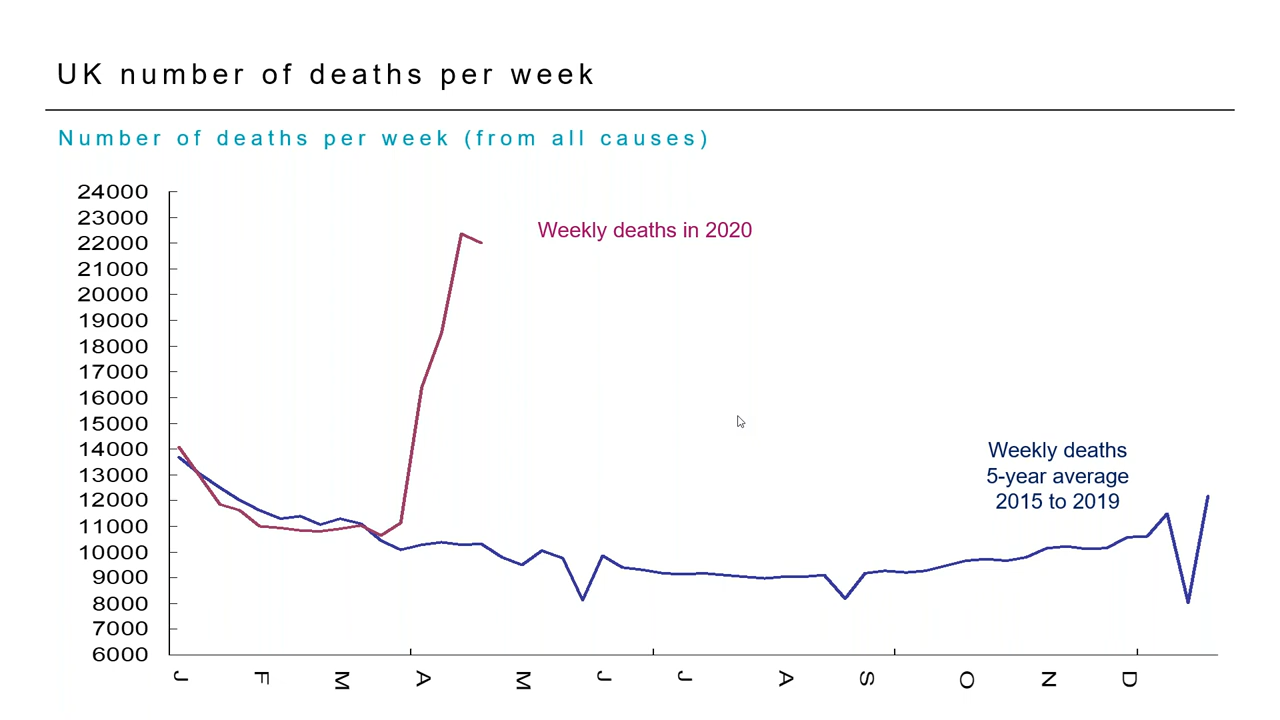 UK number of deaths per week
Number of deaths per week (from all causes)
24000
23000
22000
21000
20000
19000
18000
17000
16000
15000
14000
13000
12000
11000
10000
9000
8000
7000
6000
Weekly deaths in 2020
Weekly deaths
5-year average
2015 to 2019
J F M A M J J A S O N D